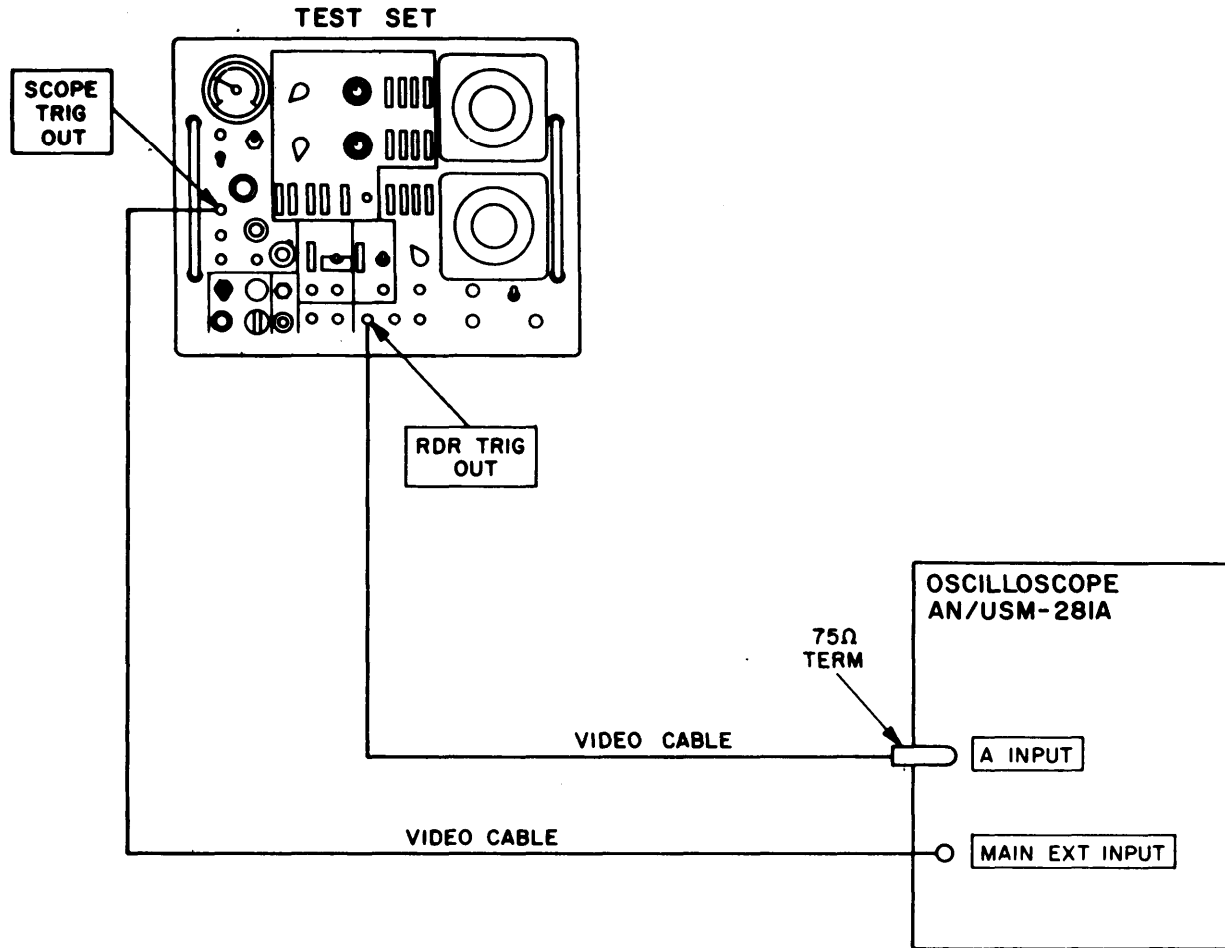 TEST SET
SCOPE
TRIG
OUT
RDR TRIG
OUT
OSCILLOSCOPE
AN/USM-281A
75Ω
TERM
VIDEO CABLE
A INPUT
VIDEO CABLE
MAIN EXT INPUT